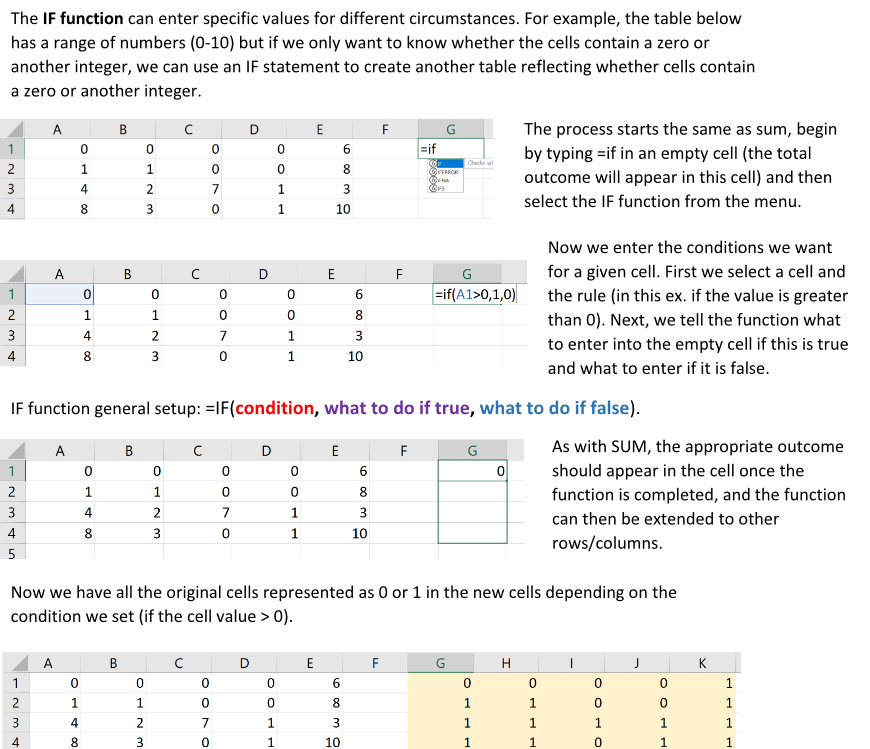 The IF function can enter specific values for different circumstances. For example, the table below
has a range of numbers (0-10) but if we only want to know whether the cells contain a zero or
another integer, we can use an IF statement to create another table reflecting whether cells contain
a zero or another integer.
A B C D E F G
1 0 0 0 0 6 =if
2 1 1 0 0 8
3 4 2 7 1 3
4 8 3 0 1 10
IF Checks wh
IFERROR
IFNA
IFS
The process starts the same as sum, begin
by typing =if in an empty cell (the total
outcome will appear in this cell) and then
select the IF function from the menu.
A B C D E F G
1 0 0 0 0 6 =if(A1>0,1,0)
2 1 1 0 0 8
3 4 2 7 1 3
4 8 3 0 1 10
Now we enter the conditions we want
for a given cell. First we select a cell and
the rule (in this ex. if the value is greater
than 0). Next, we tell the function what
to enter into the empty cell if this is true
and what to enter if it is false.
IF function general setup: =IF(condition, what to do if true, what to do if false).
A B C D E F G
1 0 0 0 0 6 0
2 1 1 0 0 8
3 4 2 7 1 3
4 8 3 0 1 10
5
As with SUM, the appropriate outcome
should appear in the cell once the
function is completed, and the function
can then be extended to other
rows/columns.
Now we have all the original cells represented as 0 or 1 in the new cells depending on the
condition we set (if the cell value > 0).
A B C D E F G H I J K
1 0 0 0 0 6 0 0 0 0 1
2 1 1 0 0 8 1 1 0 0 1
3 4 2 7 1 3 1 1 1 1 1
4 8 3 0 1 10 1 1 0 1 1